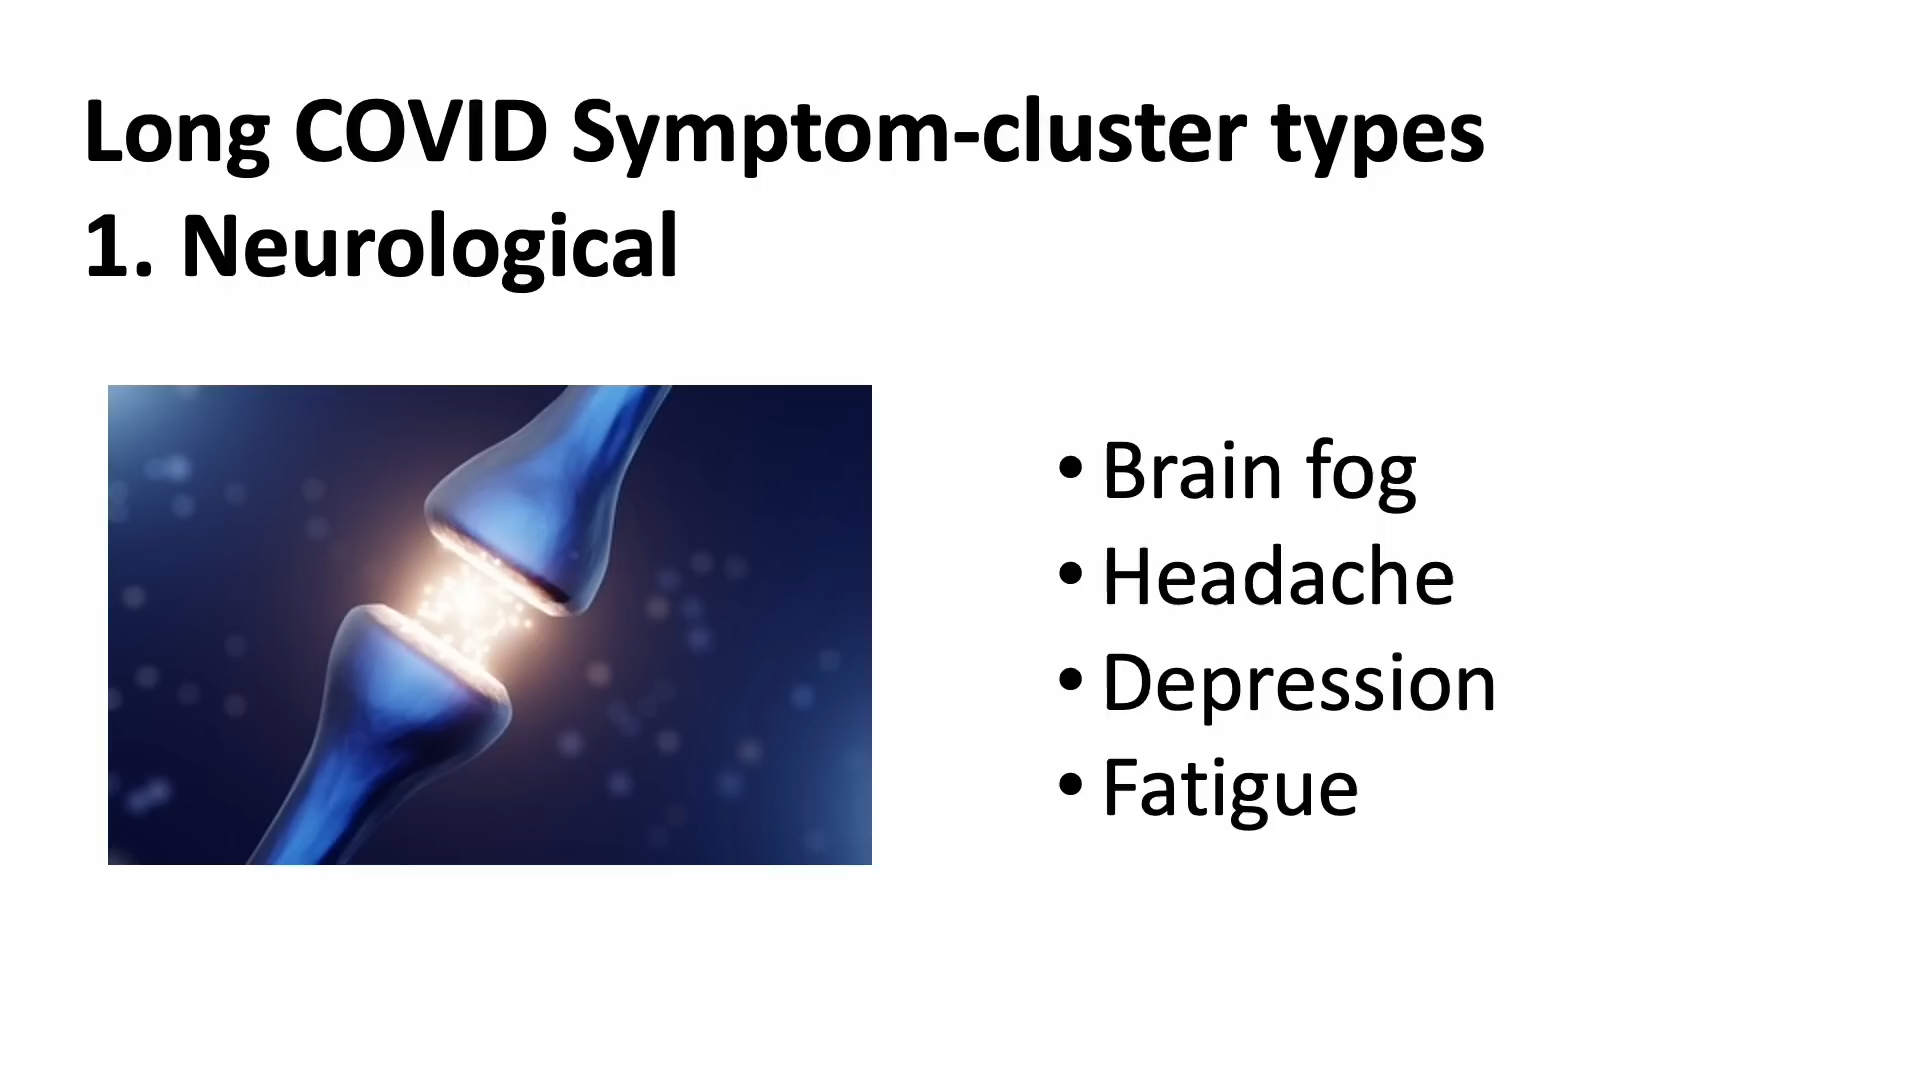 Long COVID Symptom-cluster types
1. Neurological
• Brain fog
• Headache
• Depression
• Fatigue